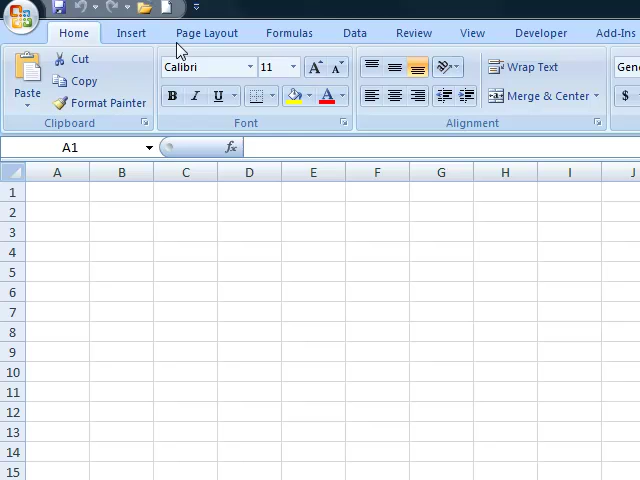 Home Insert Page Layout Formulas Data Review View Developer Add-Ins
Paste
Cut
Copy
Format Painter
Clipboard
Calibri 11 A A
B I U A
Font
Wrap Text
Merge & Center
Alignment
$
A1 fx
A B C D E F G H I J
1
2
3
4
5
6
7
8
9
10
11
12
13
14
15